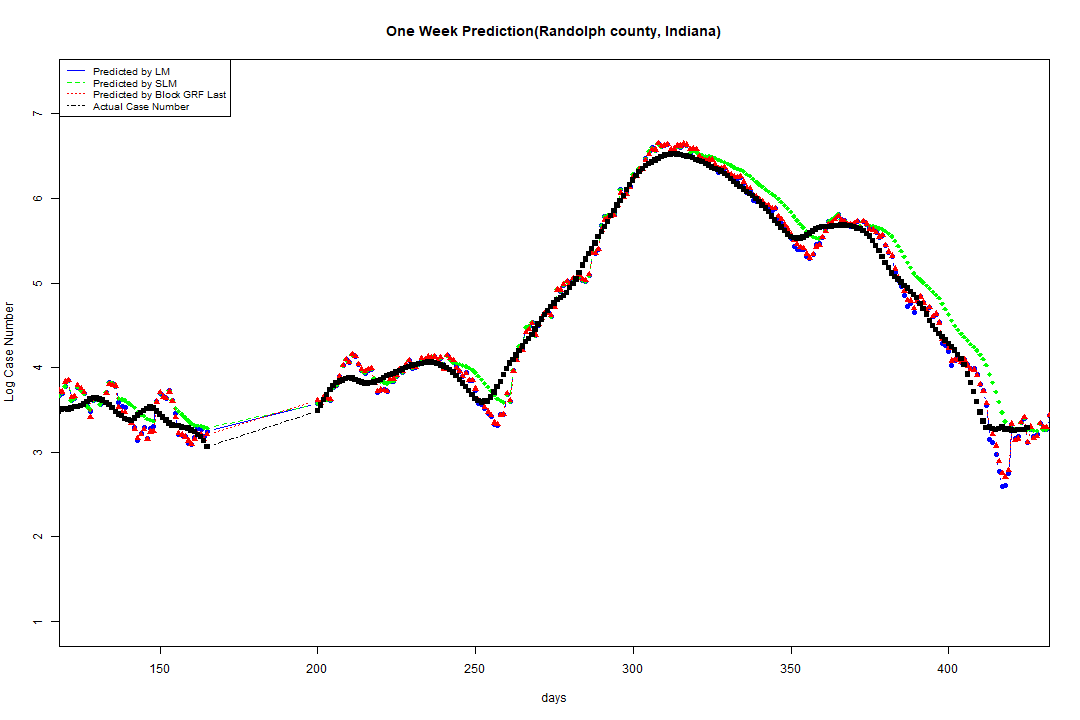 One Week Prediction(Randolph county, Indiana)
Predicted by LM
Predicted by SLM
Predicted by Block GRF Last
Actual Case Number
7
6
5
4
3
2
1
Log Case Number
150 200 250 300 350 400
days